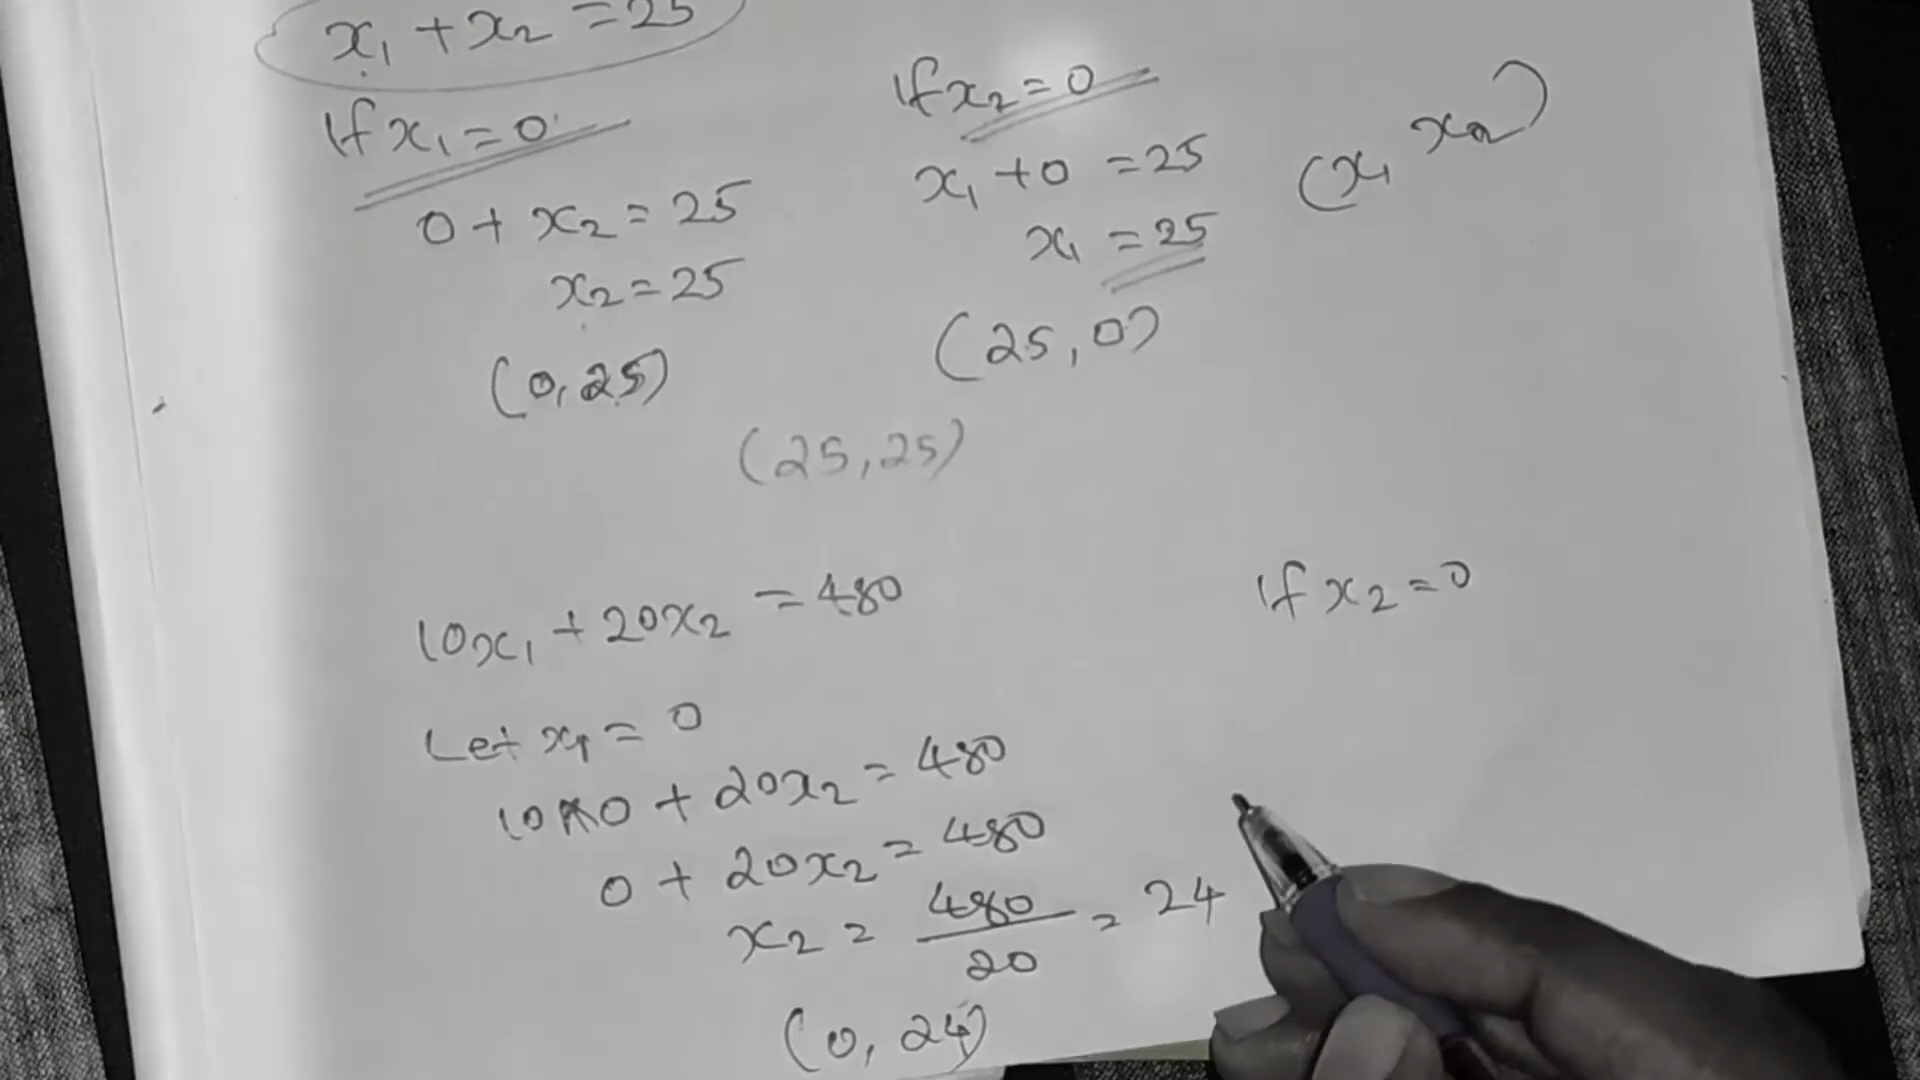 x₁ + x₂ = 25
If x₁ = 0
0 + x₂ = 25
x₂ = 25
(0, 25)
If x₂ = 0
x₁ + 0 = 25
x₁ = 25
(25, 0)
(x₁ x₂)
(25, 25)
10x₁ + 20x₂ = 480
Let x₁ = 0
10×0 + 20x₂ = 480
0 + 20x₂ = 480
x₂ = 480/20 = 24
(0, 24)
If x₂ = 0